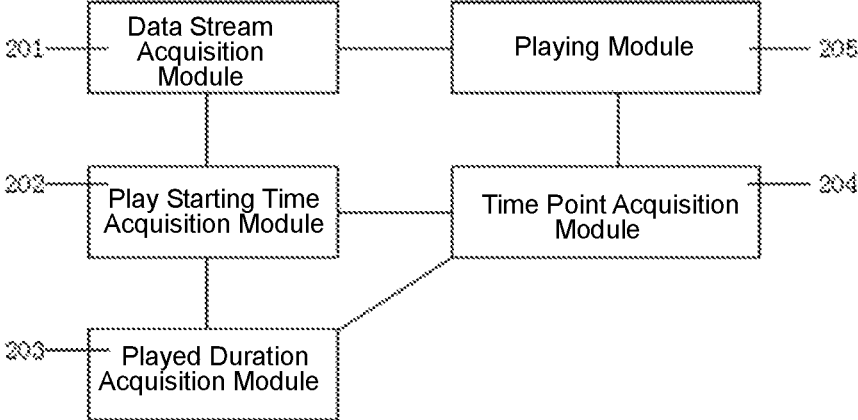 201
Data Stream
Acquisition
Module
Playing Module
205
202
Play Starting Time
Acquisition Module
Time Point Acquisition
Module
204
203
Played Duration
Acquisition Module